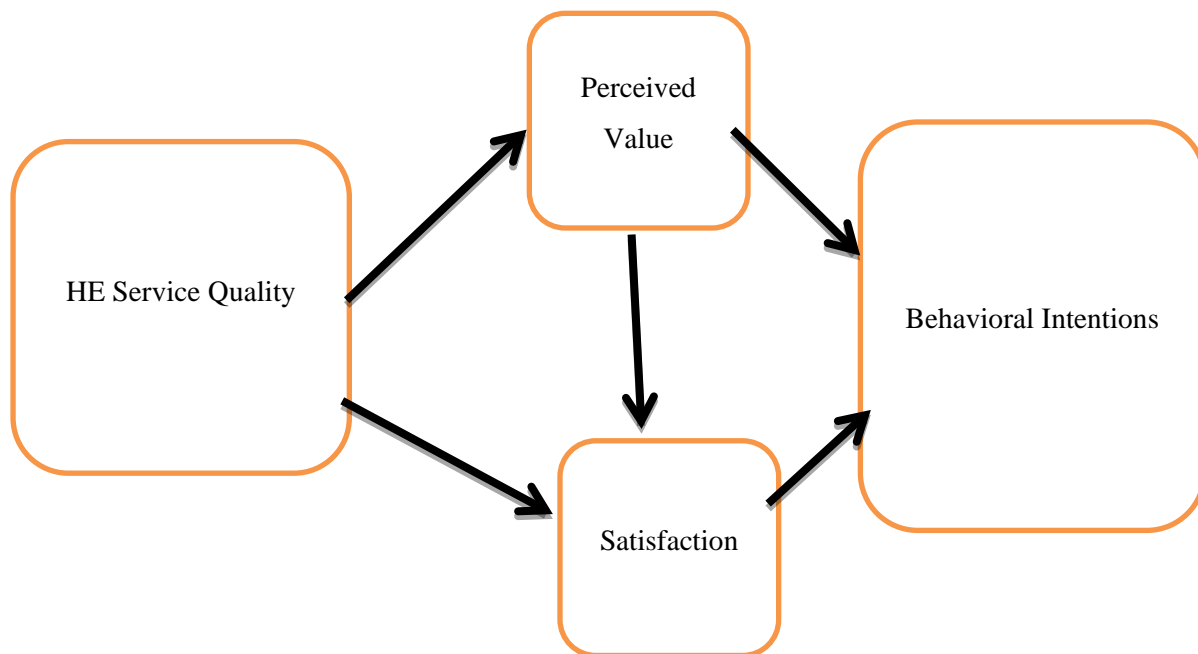 Perceived
Value
HE Service Quality
Behavioral Intentions
Satisfaction